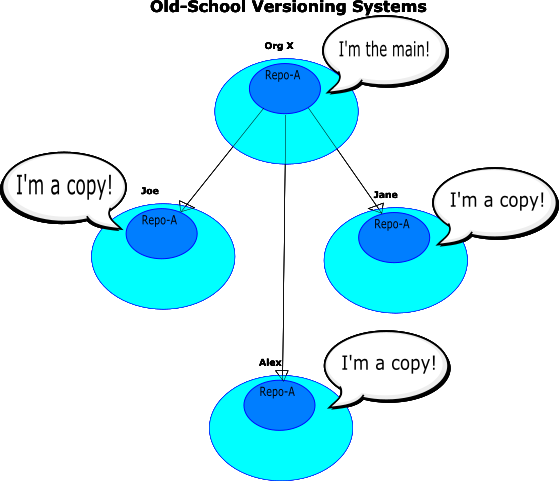 Old-School Versioning Systems
Org X
I'm the main!
Repo-A
I'm a copy!
Joe
Repo-A
Jane
I'm a copy!
Repo-A
Alex
I'm a copy!
Repo-A